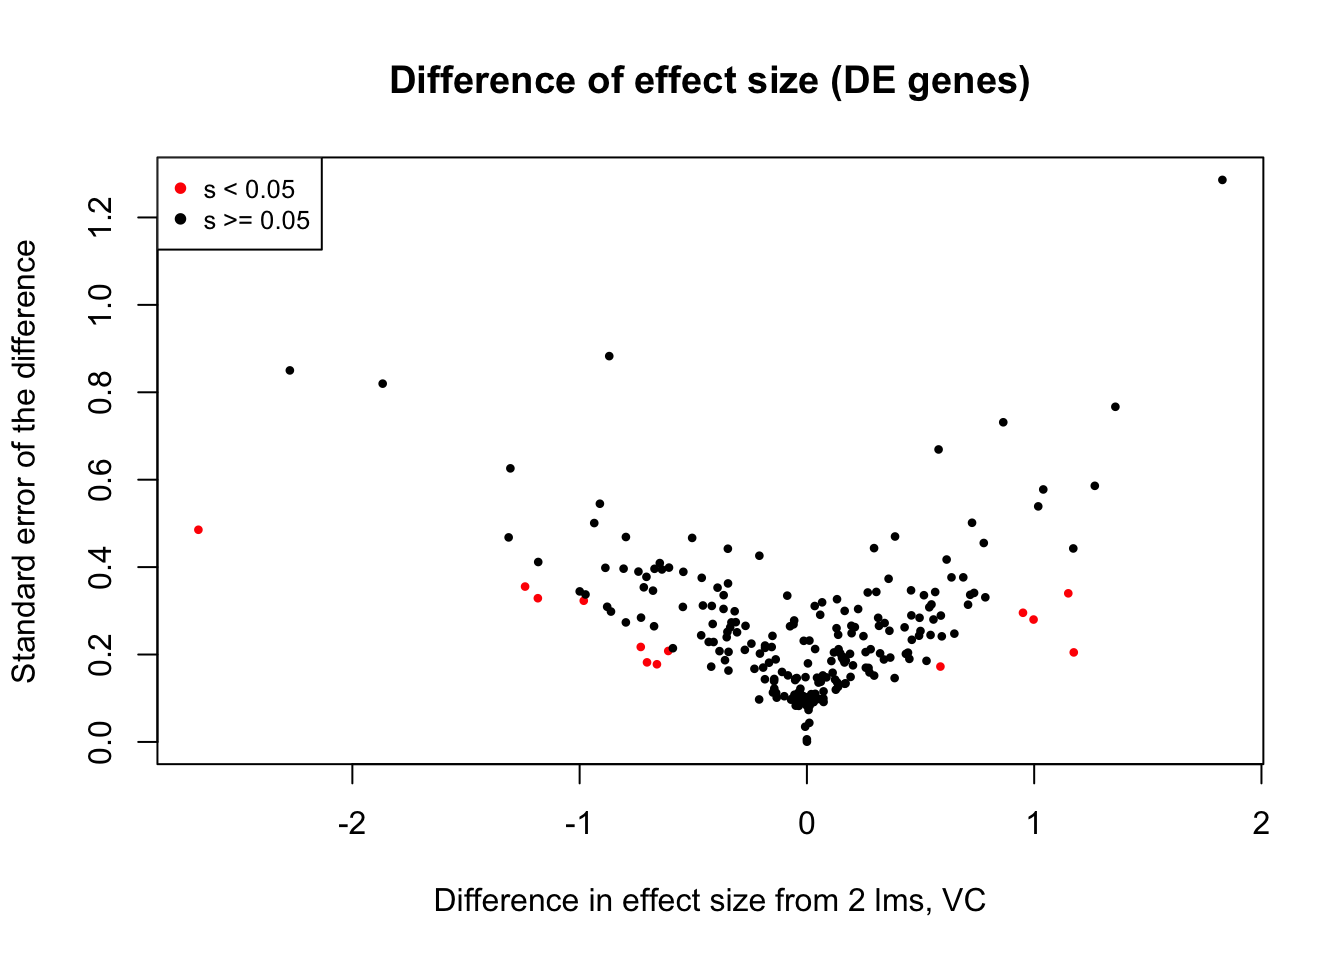 Difference of effect size (DE genes)
s < 0.05
s >= 0.05
Standard error of the difference
1.2
1.0
0.8
0.6
0.4
0.2
0.0
-2 -1 0 1 2
Difference in effect size from 2 lms, VC